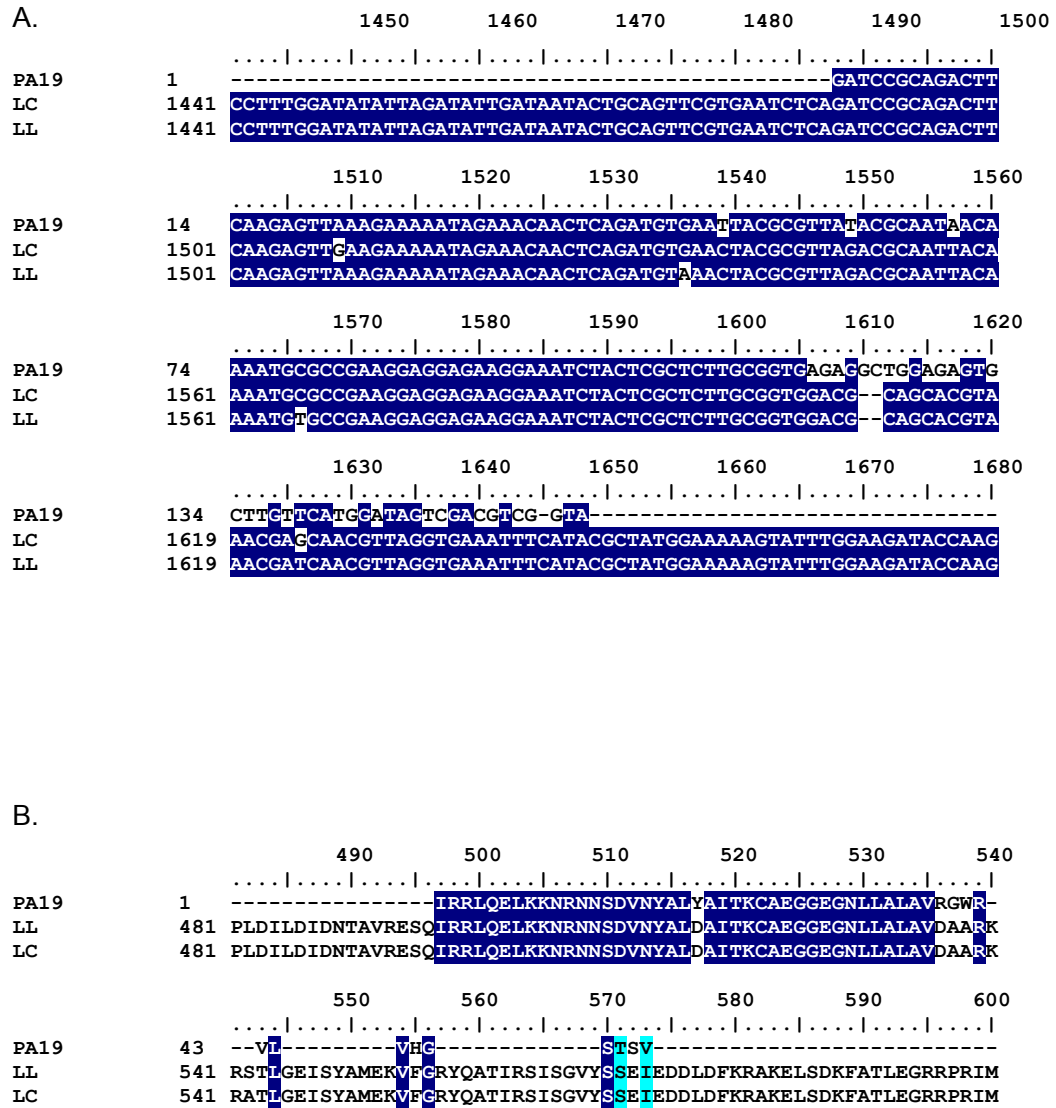 A.
1450 1460 1470 1480 1490 1500
....|....|....|....|....|....|....|....|....|....|....|....|
PA19 1 -----------------------------------------------GATCCGCAGACTT
LC 1441 CCTTTGGATATATTAGATATTGATAATACTGCAGTTCGTGAATCTCAGATCCGCAGACTT
LL 1441 CCTTTGGATATATTAGATATTGATAATACTGCAGTTCGTGAATCTCAGATCCGCAGACTT
1510 1520 1530 1540 1550 1560
....|....|....|....|....|....|....|....|....|....|....|....|
PA19 14 CAAGAGTTAAAGAAAAATAGAAACAACTCAGATGTGAATTACGCGTTATACGCAATAACA
LC 1501 CAAGAGTTGAAGAAAAATAGAAACAACTCAGATGTGAACTACGCGTTAGACGCAATTACA
LL 1501 CAAGAGTTAAAGAAAAATAGAAACAACTCAGATGTAAACTACGCGTTAGACGCAATTACA
1570 1580 1590 1600 1610 1620
....|....|....|....|....|....|....|....|....|....|....|....|
PA19 74 AAATGCGCCGAAGGAGGAGAAGGAAATCTACTCGCTCTTGCGGTGAGAGGCTGGAGAGTG
LC 1561 AAATGCGCCGAAGGAGGAGAAGGAAATCTACTCGCTCTTGCGGTGGACG--CAGCACGTA
LL 1561 AAATGTGCCGAAGGAGGAGAAGGAAATCTACTCGCTCTTGCGGTGGACG--CAGCACGTA
1630 1640 1650 1660 1670 1680
....|....|....|....|....|....|....|....|....|....|....|....|
PA19 134 CTTGTTCATGGATAGTCGACGTCG-GTA--------------------------------
LC 1619 AACGAGCAACGTTAGGTGAAATTTCATACGCTATGGAAAAAGTATTTGGAAGATACCAAG
LL 1619 AACGATCAACGTTAGGTGAAATTTCATACGCTATGGAAAAAGTATTTGGAAGATACCAAG
B.
490 500 510 520 530 540
....|....|....|....|....|....|....|....|....|....|....|....|
PA19 1 ----------------IRRLQELKKNRNNSDVNYALYAITKCAEGGEGNLLALAVRGWR-
LL 481 PLDILDIDNTAVRESQIRRLQELKKNRNNSDVNYALDAITKCAEGGEGNLLALAVDAARK
LC 481 PLDILDIDNTAVRESQIRRLQELKKNRNNSDVNYALDAITKCAEGGEGNLLALAVDAARK
550 560 570 580 590 600
....|....|....|....|....|....|....|....|....|....|....|....|
PA19 43 --VL---------VHG-------------STSV---------------------------
LL 541 RSTLGEISYAMEKVFGRYQATIRSISGVYSSEIEDDLDFKRAKELSDKFATLEGRRPRIM
LC 541 RATLGEISYAMEKVFGRYQATIRSISGVYSSEIEDDLDFKRAKELSDKFATLEGRRPRIM